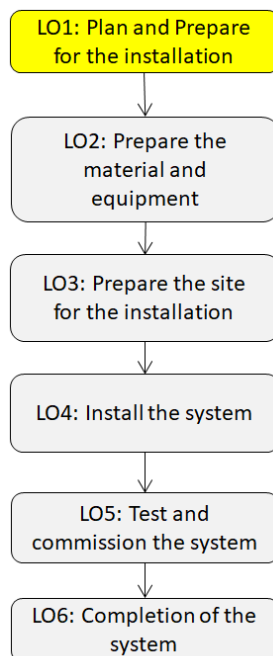 LO1: Plan and Prepare
for the installation
LO2: Prepare the
material and
equipment
LO3: Prepare the site
for the installation
LO4: Install the system
LO5: Test and
commission the system
LO6: Completion of the
system